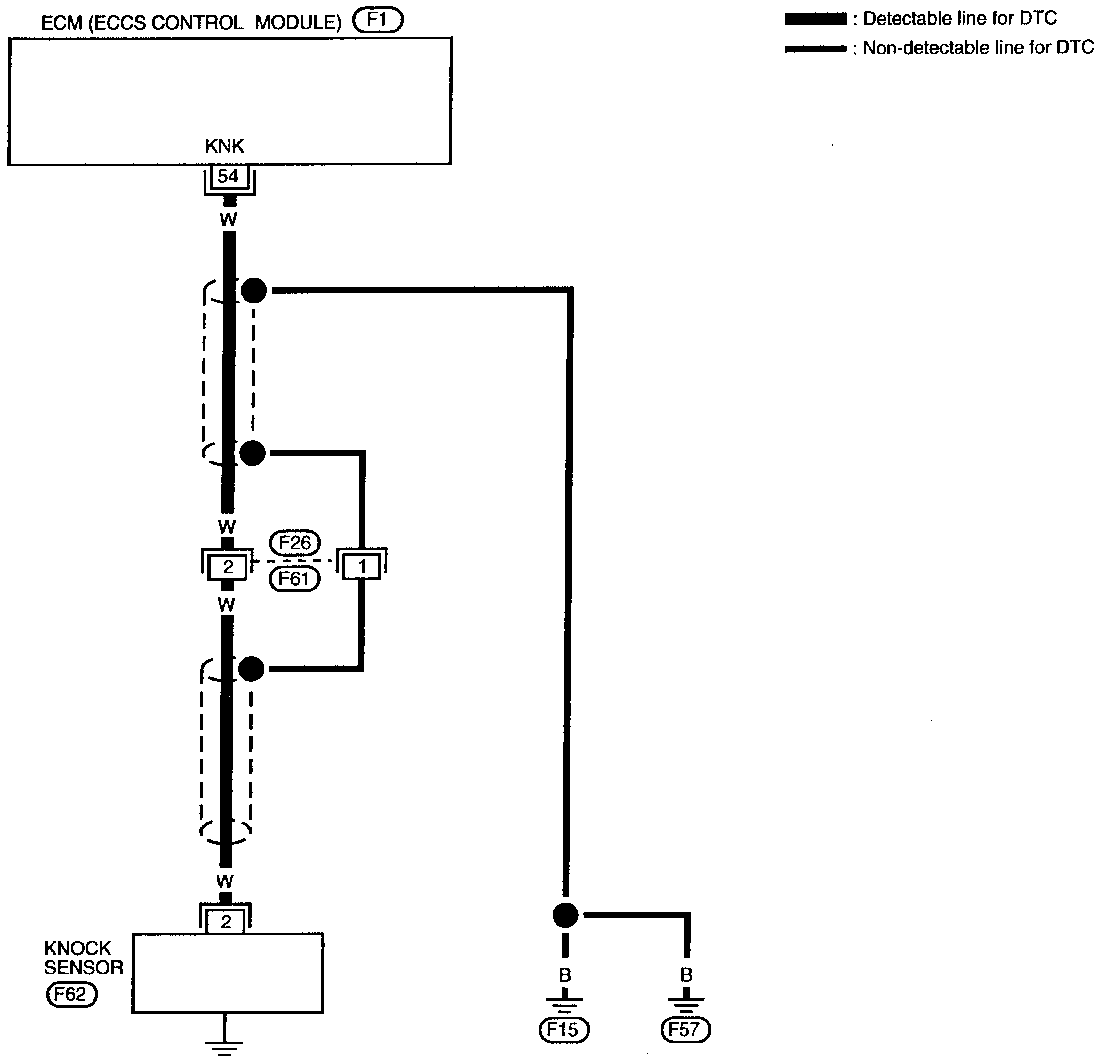 ECM (ECCS CONTROL MODULE) F1
: Detectable line for DTC
: Non-detectable line for DTC
KNK
54
W
W
F26
2
1
F61
W
W
2
KNOCK
SENSOR
F62
B
B
F15
F57